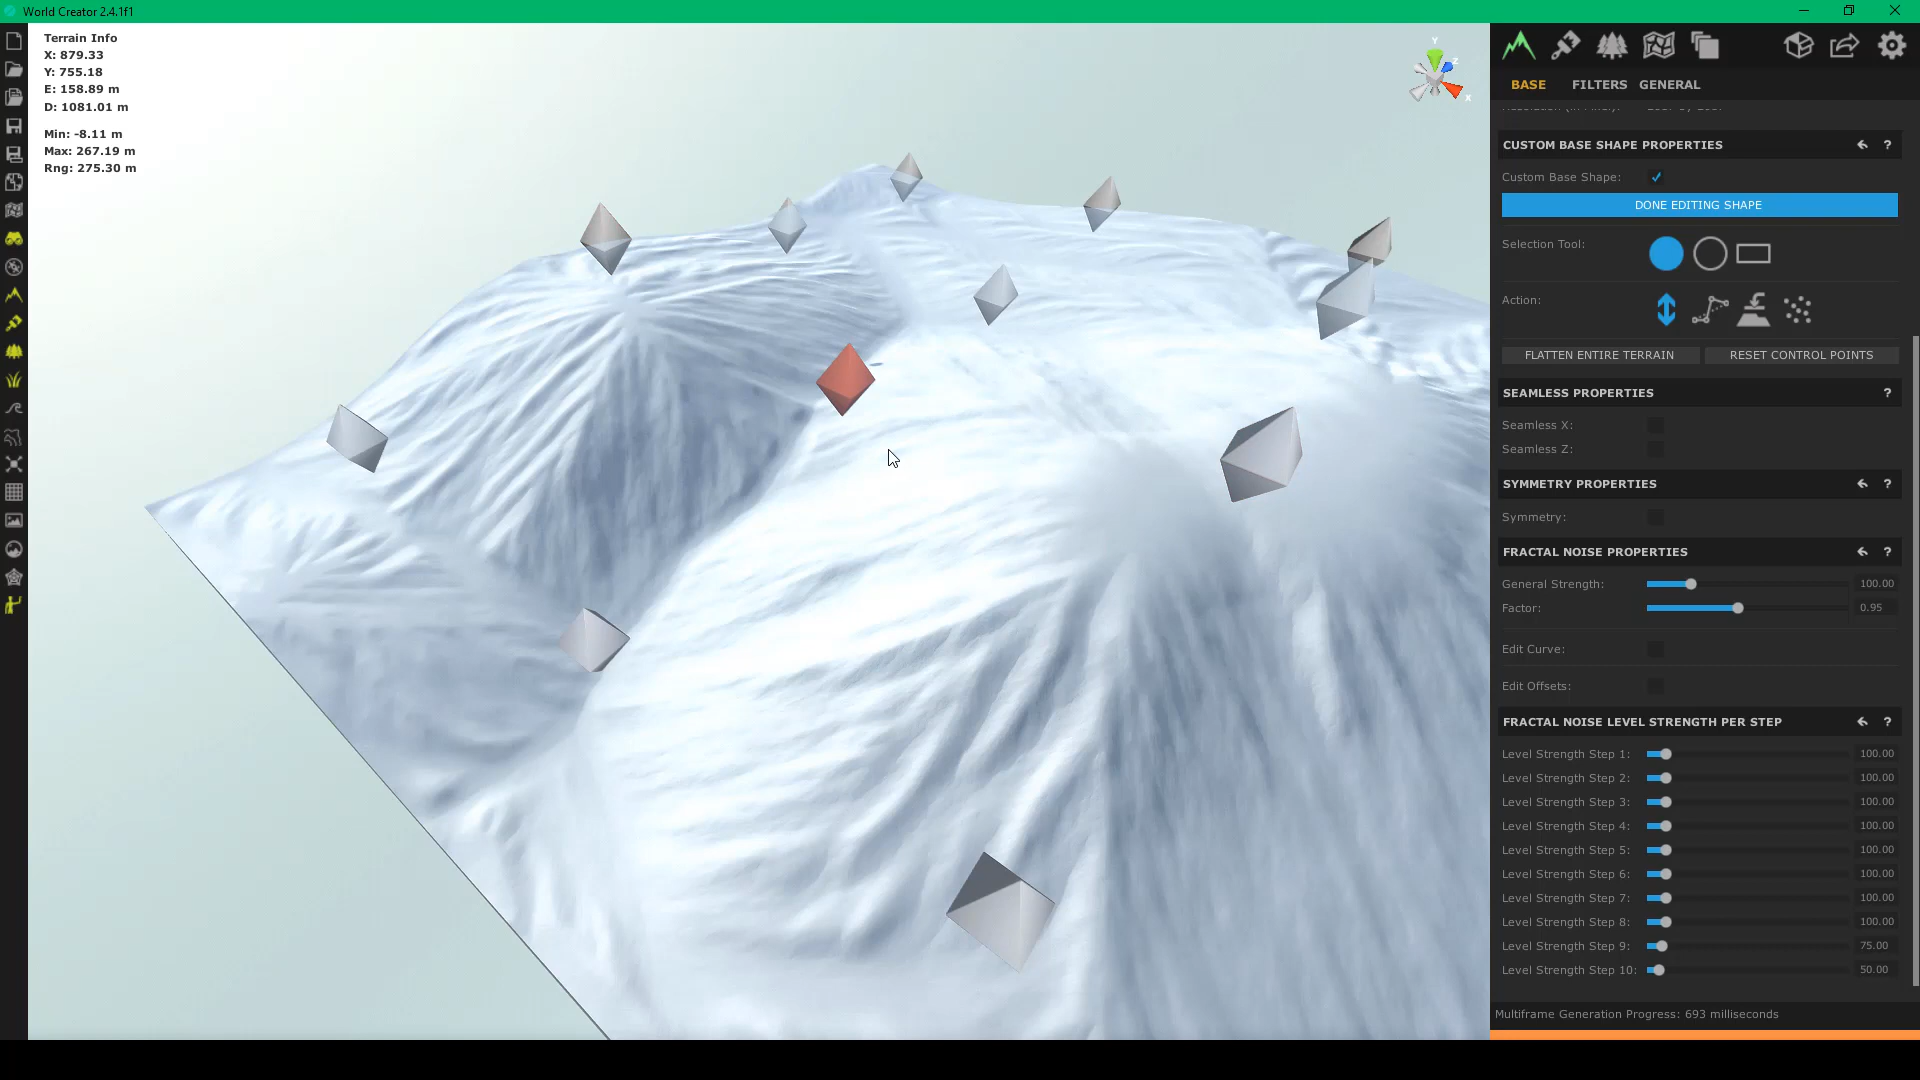 World Creator 2.4.1f1
Terrain Info
X: 879.33
Y: 755.18
E: 158.89 m
D: 1081.01 m
Min: -8.11 m
Max: 267.19 m
Rng: 275.30 m
Y
Z
X
BASE FILTERS GENERAL
CUSTOM BASE SHAPE PROPERTIES ?
Custom Base Shape:
DONE EDITING SHAPE
Selection Tool:
Action:
FLATTEN ENTIRE TERRAIN RESET CONTROL POINTS
SEAMLESS PROPERTIES ?
Seamless X:
Seamless Z:
SYMMETRY PROPERTIES ?
Symmetry:
FRACTAL NOISE PROPERTIES ?
General Strength: 100.00
Factor: 0.95
Edit Curve:
Edit Offsets:
FRACTAL NOISE LEVEL STRENGTH PER STEP ?
Level Strength Step 1: 100.00
Level Strength Step 2: 100.00
Level Strength Step 3: 100.00
Level Strength Step 4: 100.00
Level Strength Step 5: 100.00
Level Strength Step 6: 100.00
Level Strength Step 7: 100.00
Level Strength Step 8: 100.00
Level Strength Step 9: 75.00
Level Strength Step 10: 50.00
Multiframe Generation Progress: 693 milliseconds